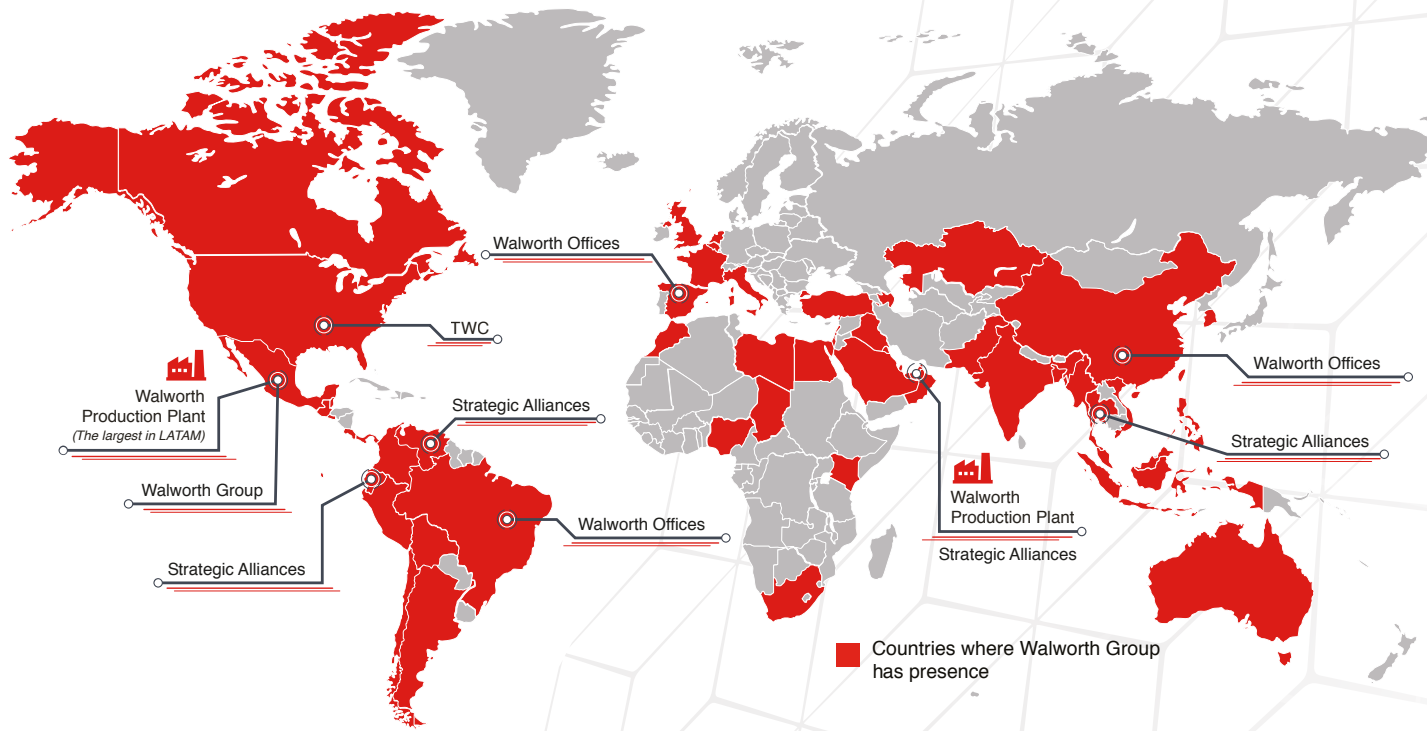 Walworth Offices
TWC
Walworth
Production Plant
(The largest in LATAM)
Strategic Alliances
Walworth Group
Walworth Offices
Strategic Alliances
Walworth Offices
Strategic Alliances
Walworth
Production Plant
Strategic Alliances
Countries where Walworth Group
has presence